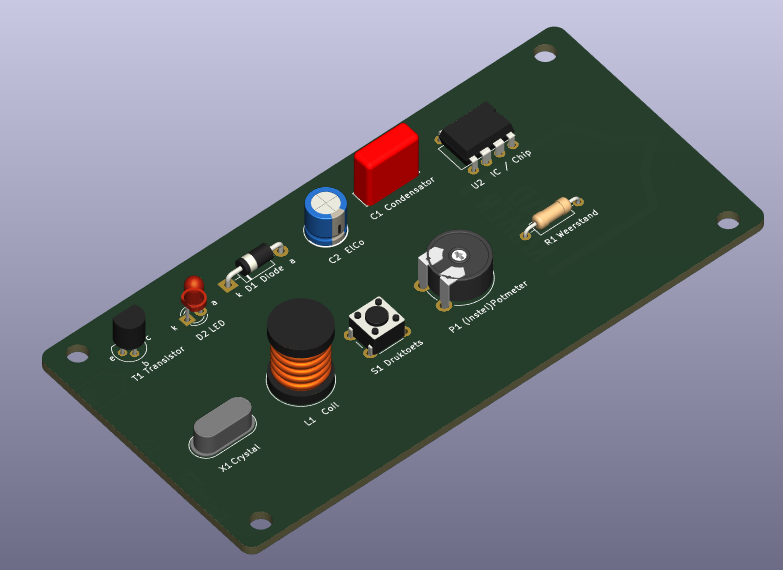 U2 IC / Chip
C1 Condensator
R1 Weerstand
C2 ElCo
k D1 Diode a
P1 (Instel)Potmeter
k D2 LED a
S1 Druktoets
e b c
T1 Transistor
L1 Coil
X1 Crystal